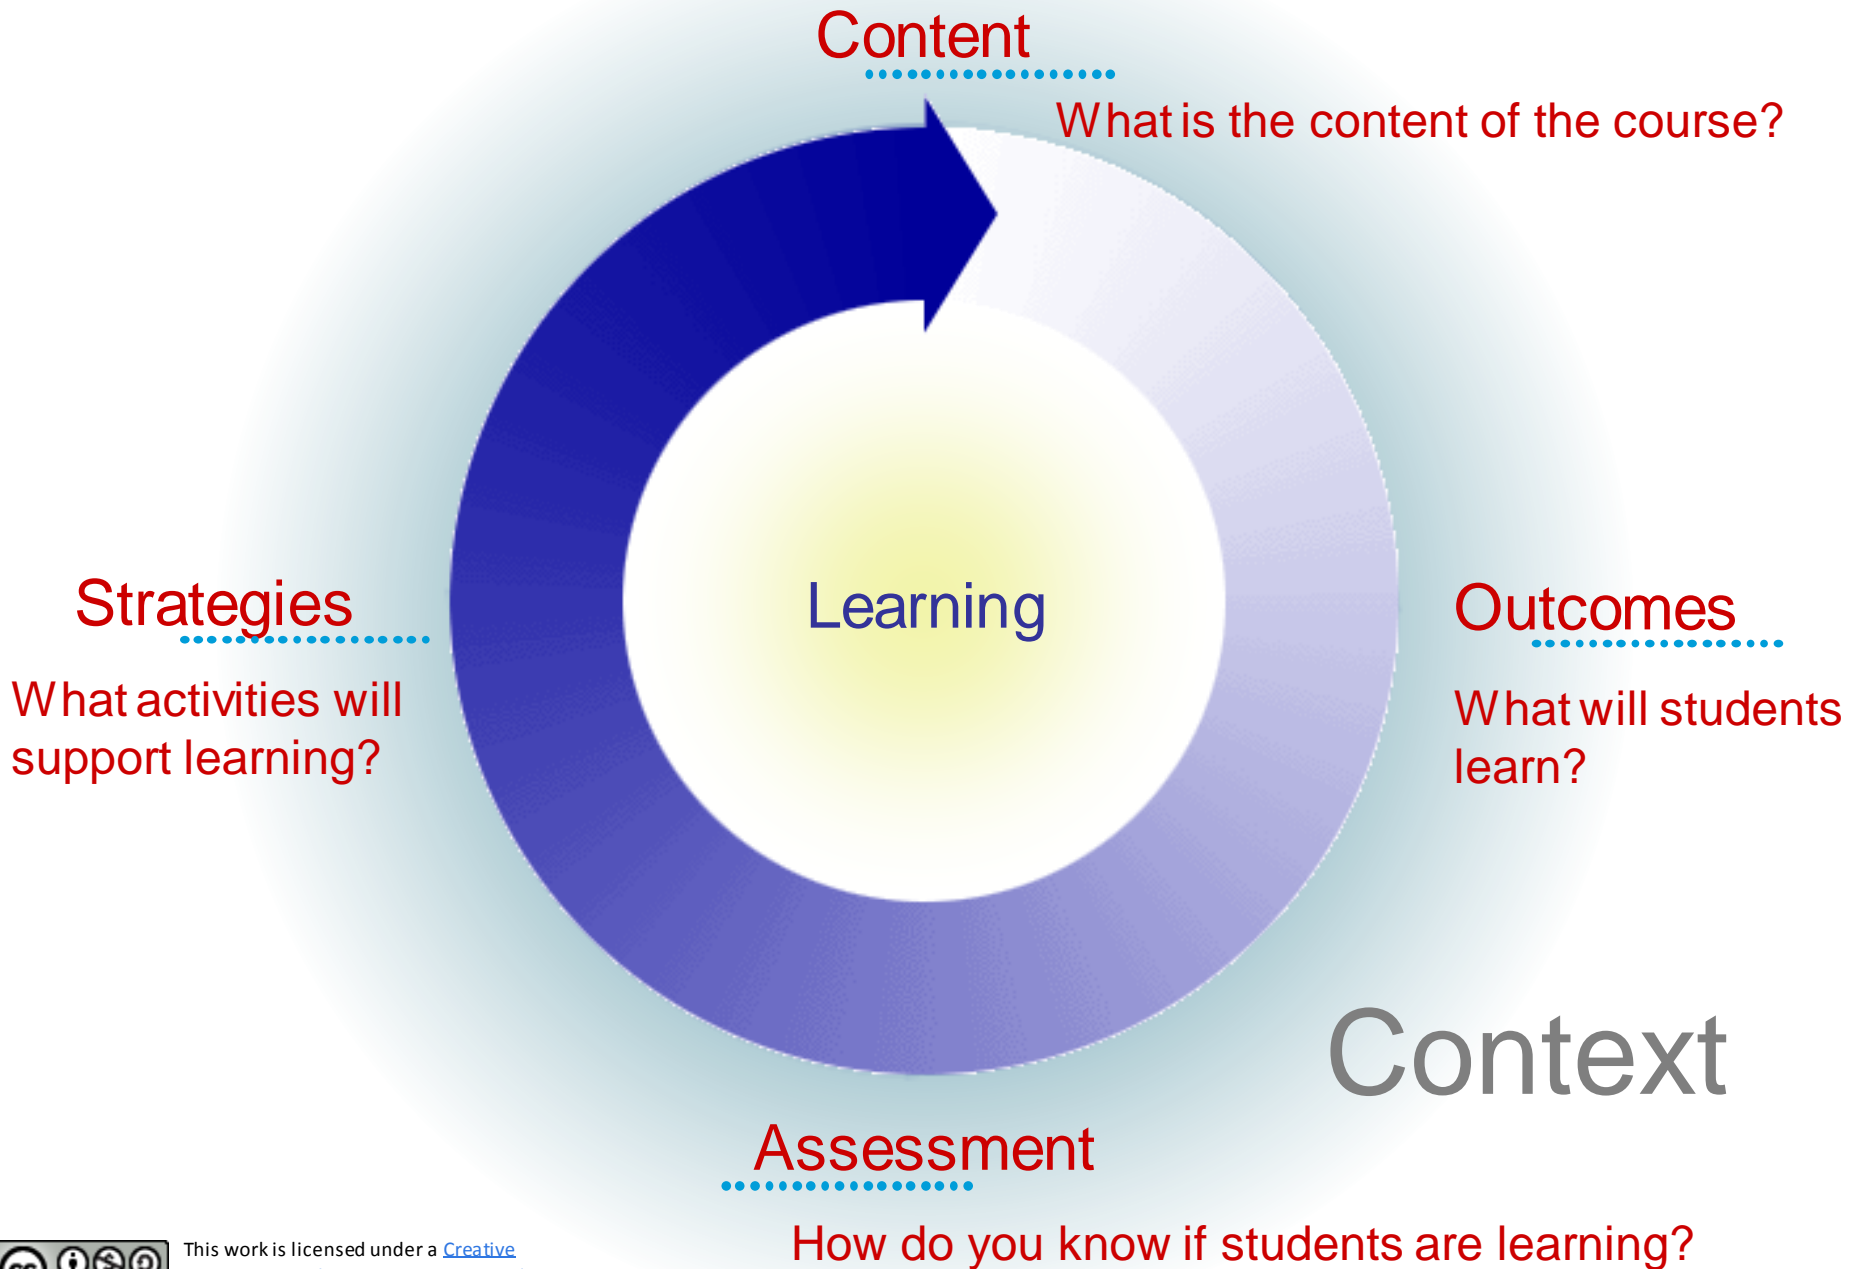 Content
What is the content of the course?
Strategies
What activities will
support learning?
Learning
Outcomes
What will students
learn?
Context
Assessment
How do you know if students are learning?
This work is licensed under a Creative